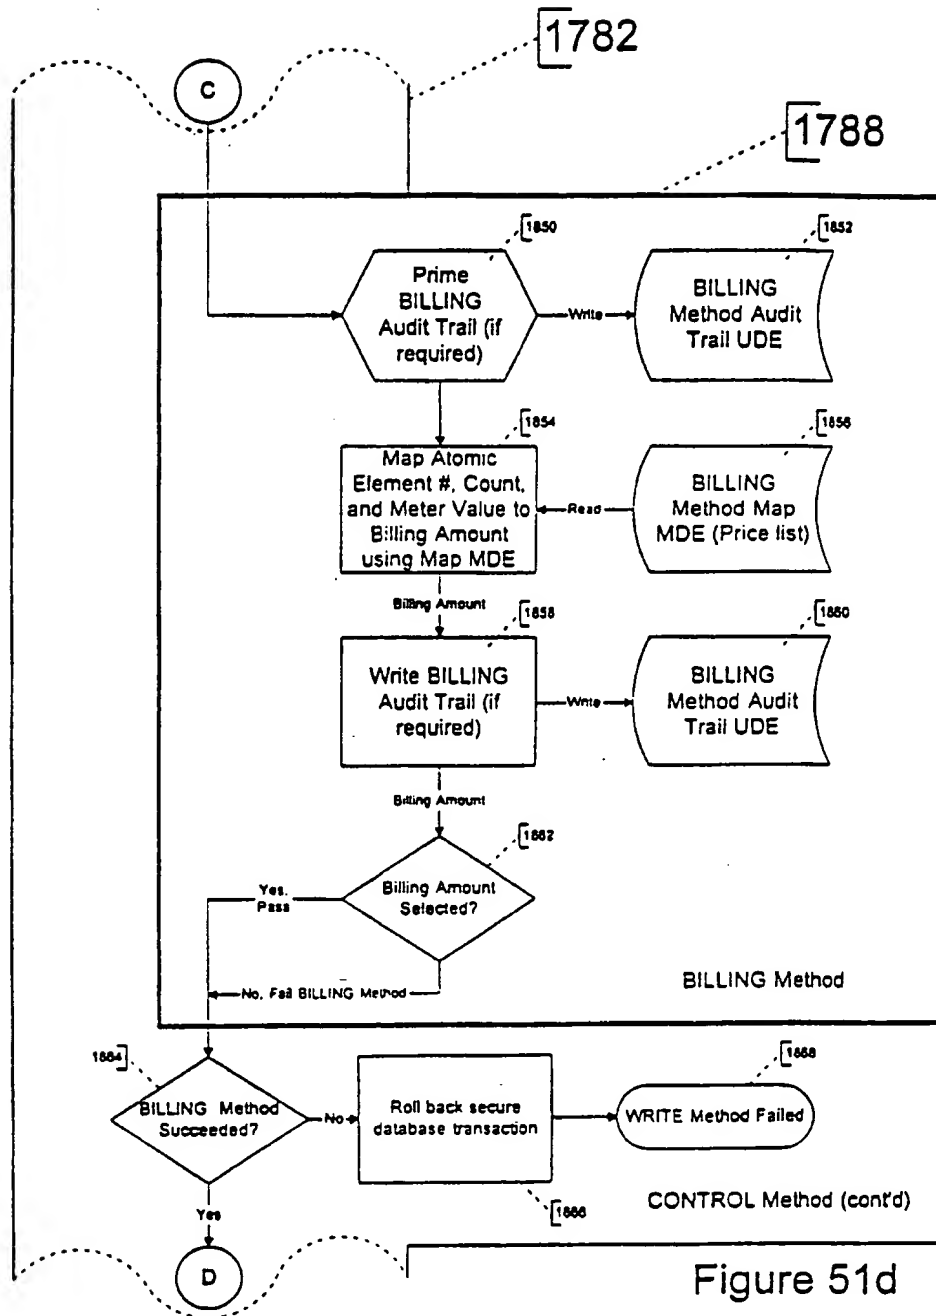 1782
C
1788
1850
Prime
BILLING
Audit Trail (if
required)
Write
1852
BILLING
Method Audit
Trail UDE
1854
Map Atomic
Element #, Count,
and Meter Value to
Billing Amount
using Map MDE
Read
1856
BILLING
Method Map
MDE (Price list)
Billing Amount
1858
Write BILLING
Audit Trail (if
required)
Write
1860
BILLING
Method Audit
Trail UDE
Billing Amount
1862
Billing Amount
Selected?
Yes,
Pass
No, Fail BILLING Method
BILLING Method
1864
BILLING Method
Succeeded?
No
Roll back secure
database transaction
1866
1868
WRITE Method Failed
Yes
CONTROL Method (cont'd)
D
Figure 51d